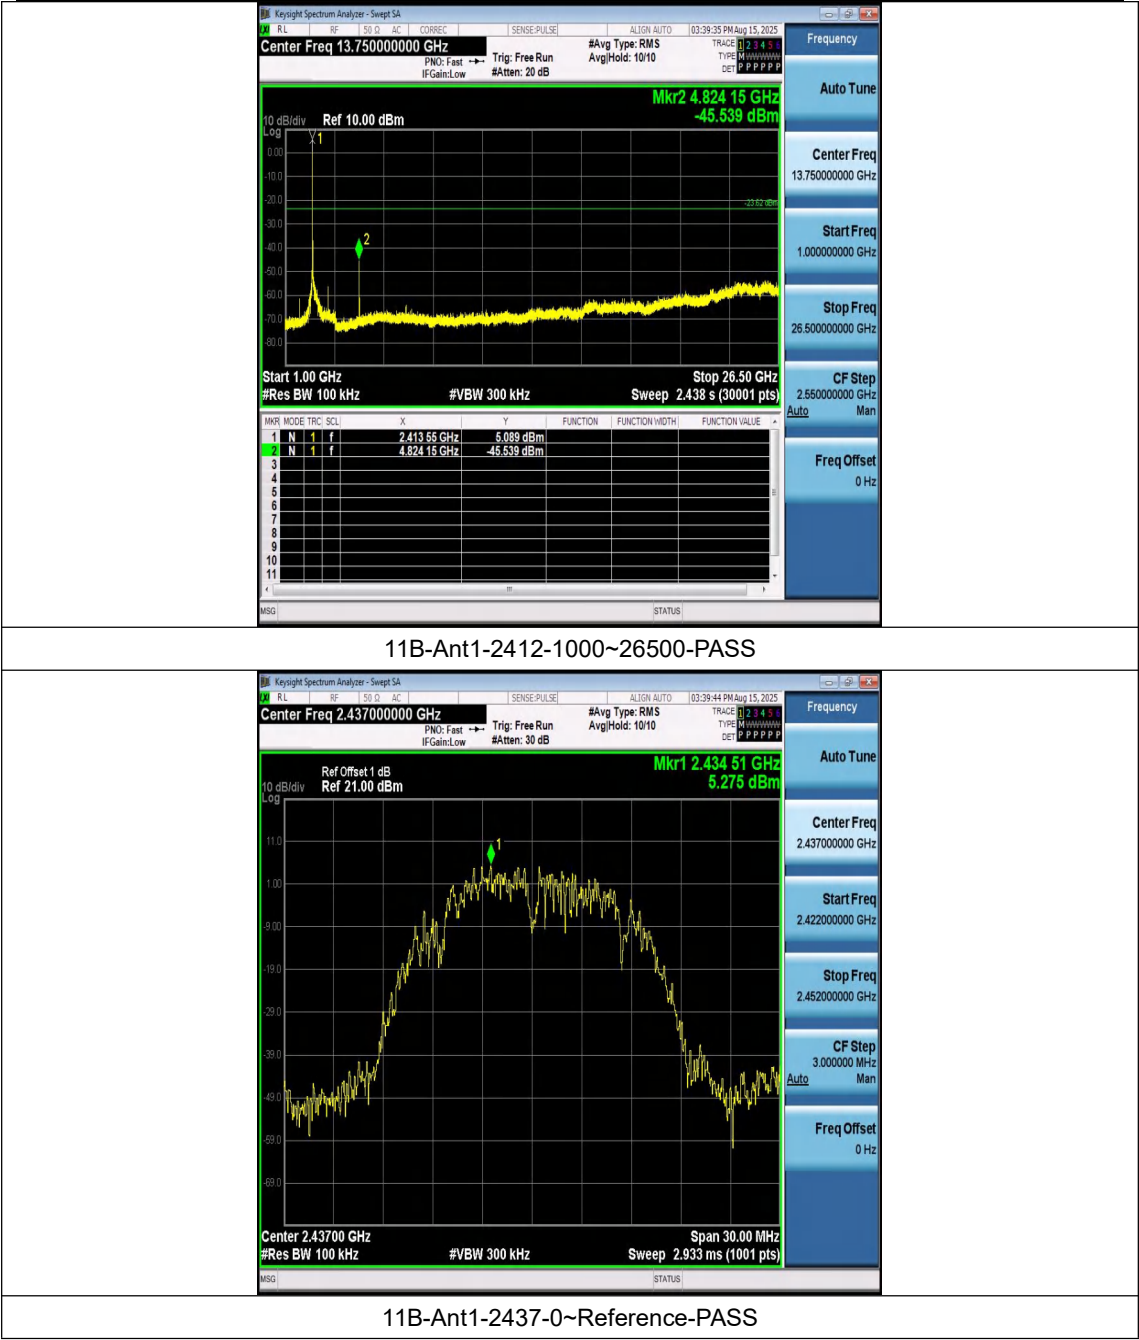 Keysight Spectrum Analyzer - Swept SA
RL RF 50 Ω AC CORREC SENSE:PULSE ALIGN AUTO 03:39:35 PM Aug 15, 2025
Center Freq 13.750000000 GHz
PNO: Fast
IFGain:Low
Trig: Free Run
#Atten: 20 dB
#Avg Type: RMS
Avg|Hold: 10/10
TRACE 1 2 3 4 5 6
TYPE M WWWWW
DET P P P P P P
Frequency
Mkr2 4.824 15 GHz
-45.539 dBm
10 dB/div Ref 10.00 dBm
Log
1
0.00
-10.0
-20.0
-23.62 dBm
-30.0
2
-40.0
-50.0
-60.0
-70.0
-80.0
Start 1.00 GHz Stop 26.50 GHz
#Res BW 100 kHz #VBW 300 kHz Sweep 2.438 s (30001 pts)
MKR MODE TRC SCL X Y FUNCTION FUNCTION WIDTH FUNCTION VALUE
1 N 1 f 2.413 55 GHz 5.089 dBm
2 N 1 f 4.824 15 GHz -45.539 dBm
3
4
5
6
7
8
9
10
11
MSG STATUS
Auto Tune
Center Freq
13.750000000 GHz
Start Freq
1.000000000 GHz
Stop Freq
26.500000000 GHz
CF Step
2.550000000 GHz
Auto Man
Freq Offset
0 Hz
11B-Ant1-2412-1000~26500-PASS
Keysight Spectrum Analyzer - Swept SA
RL RF 50 Ω AC SENSE:PULSE ALIGN AUTO 03:39:44 PM Aug 15, 2025
Center Freq 2.437000000 GHz
PNO: Fast
IFGain:Low
Trig: Free Run
#Atten: 30 dB
#Avg Type: RMS
Avg|Hold: 10/10
TRACE 1 2 3 4 5 6
TYPE M WWWWW
DET P P P P P P
Frequency
Mkr1 2.434 51 GHz
5.275 dBm
Ref Offset 1 dB
10 dB/div Ref 21.00 dBm
Log
11.0
1
1.00
-9.00
-19.0
-29.0
-39.0
-49.0
-59.0
-69.0
Center 2.43700 GHz Span 30.00 MHz
#Res BW 100 kHz #VBW 300 kHz Sweep 2.933 ms (1001 pts)
MSG STATUS
Auto Tune
Center Freq
2.437000000 GHz
Start Freq
2.422000000 GHz
Stop Freq
2.452000000 GHz
CF Step
3.000000 MHz
Auto Man
Freq Offset
0 Hz
11B-Ant1-2437-0~Reference-PASS